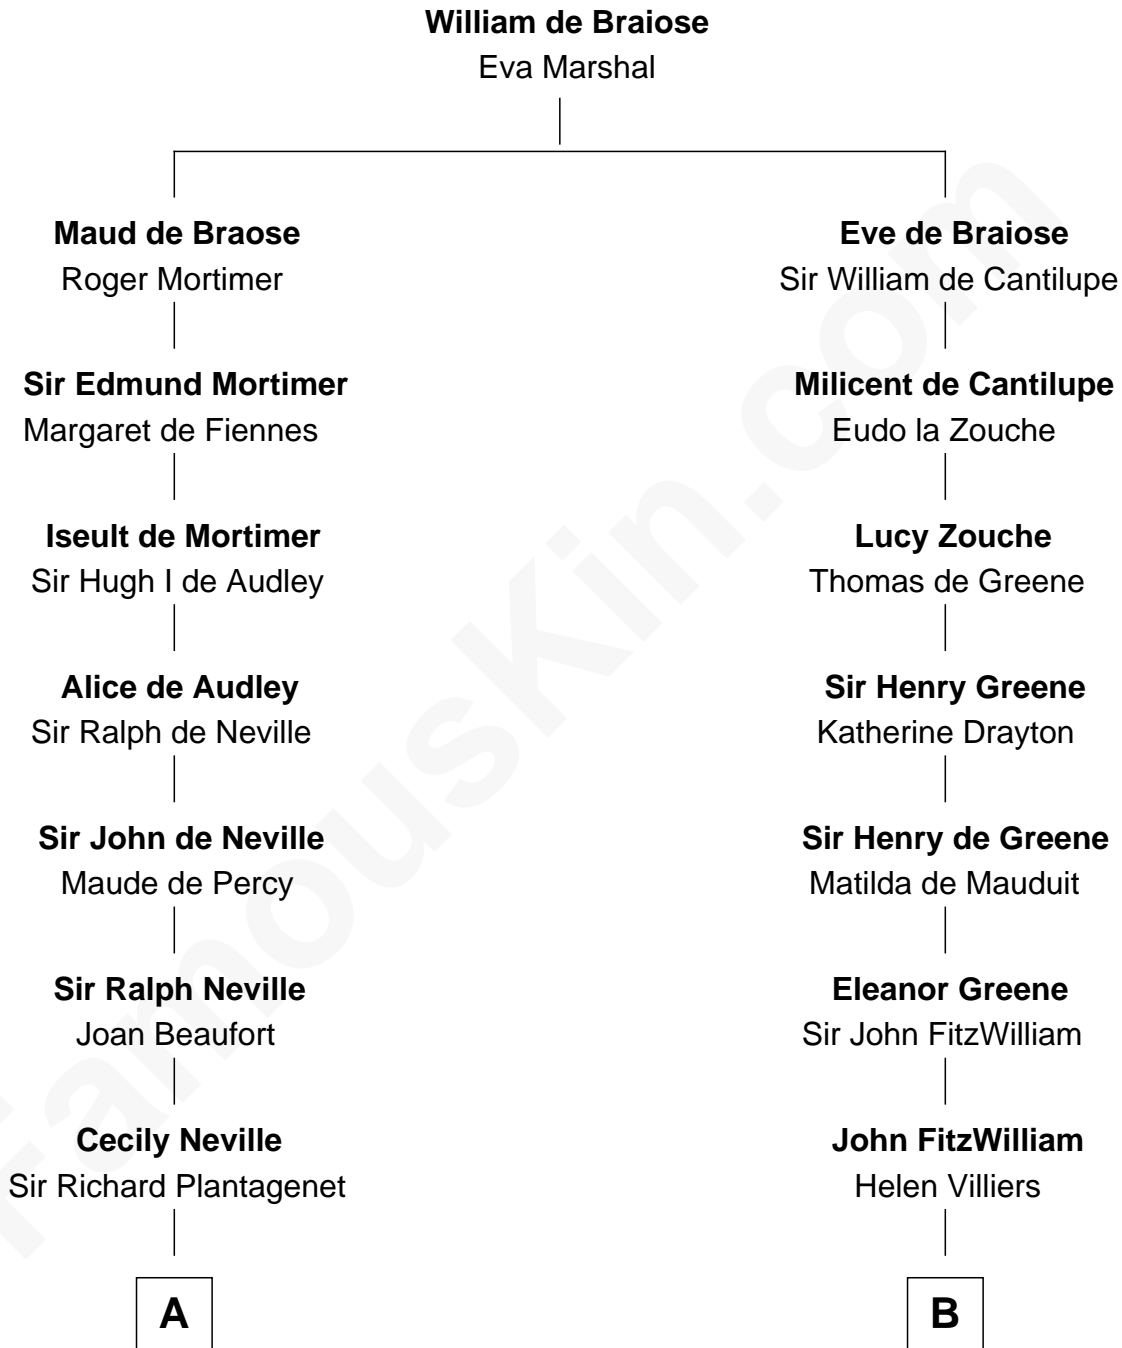 William de Braiose
Eva Marshal
Maud de Braose
Roger Mortimer
Eve de Braiose
Sir William de Cantilupe
Sir Edmund Mortimer
Margaret de Fiennes
Milicent de Cantilupe
Eudo la Zouche
Iseult de Mortimer
Sir Hugh I de Audley
Lucy Zouche
Thomas de Greene
Alice de Audley
Sir Ralph de Neville
Sir Henry Greene
Katherine Drayton
Sir John de Neville
Maude de Percy
Sir Henry de Greene
Matilda de Mauduit
Sir Ralph Neville
Joan Beaufort
Eleanor Greene
Sir John FitzWilliam
Cecily Neville
Sir Richard Plantagenet
John FitzWilliam
Helen Villiers
A
B
FamousKin.com